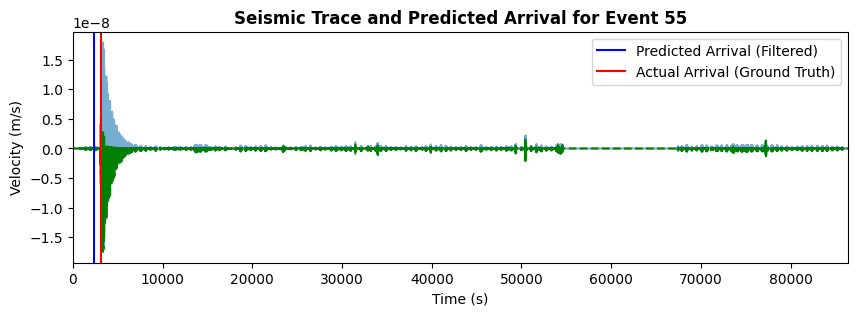 Seismic Trace and Predicted Arrival for Event 55
1e−8
Predicted Arrival (Filtered)
Actual Arrival (Ground Truth)
Velocity (m/s)
1.5
1.0
0.5
0.0
−0.5
−1.0
−1.5
0 10000 20000 30000 40000 50000 60000 70000 80000
Time (s)